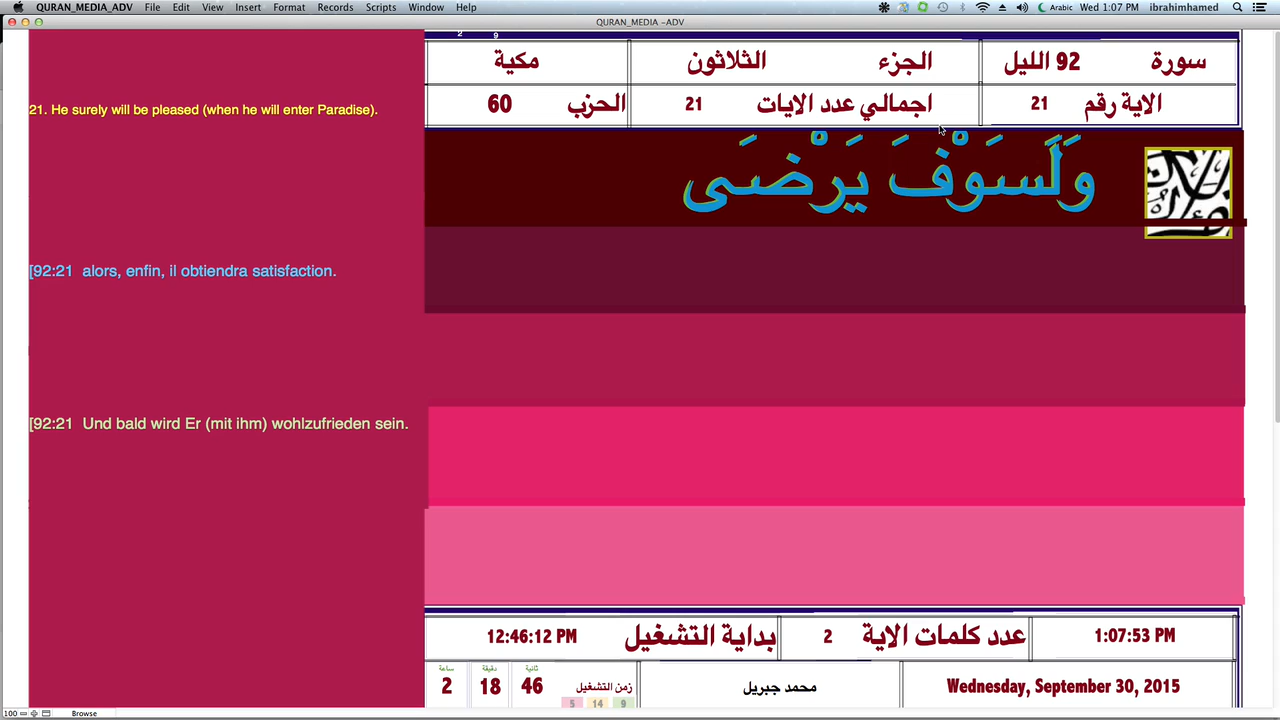 QURAN_MEDIA_ADV File Edit View Insert Format Records Scripts Window Help Arabic Wed 1:07 PM ibrahimhamed
QURAN_MEDIA -ADV
2 9
سورة 92 الليل الجزء الثلاثون مكية
الاية رقم 21 اجمالي عدد الايات 21 الحزب 60
21. He surely will be pleased (when he will enter Paradise).
وَلَسَوْفَ يَرْضَى
[92:21 alors, enfin, il obtiendra satisfaction.
[92:21 Und bald wird Er (mit ihm) wohlzufrieden sein.
1:07:53 PM عدد كلمات الاية 2 بداية التشغيل 12:46:12 PM
ثانية دقيقة ساعة
Wednesday, September 30, 2015 محمد جبريل زمن التشغيل 46 18 2
5 14 9
100 Browse